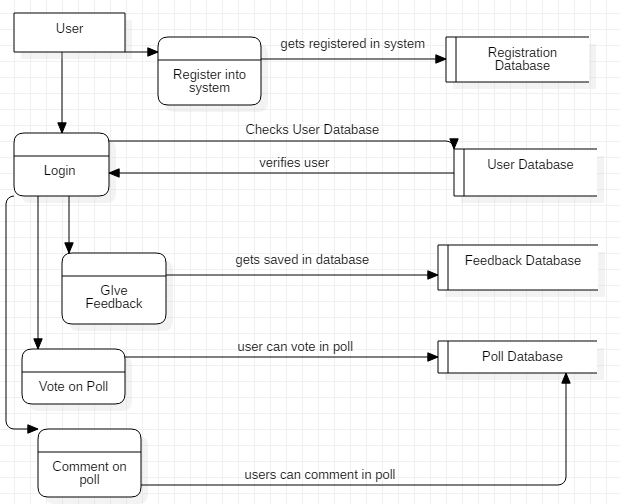 User
gets registered in system
Registration
Database
Register into
system
Checks User Database
verifies user
User Database
Login
gets saved in database
Feedback Database
GIve
Feedback
user can vote in poll
Poll Database
Vote on Poll
Comment on
poll
users can comment in poll